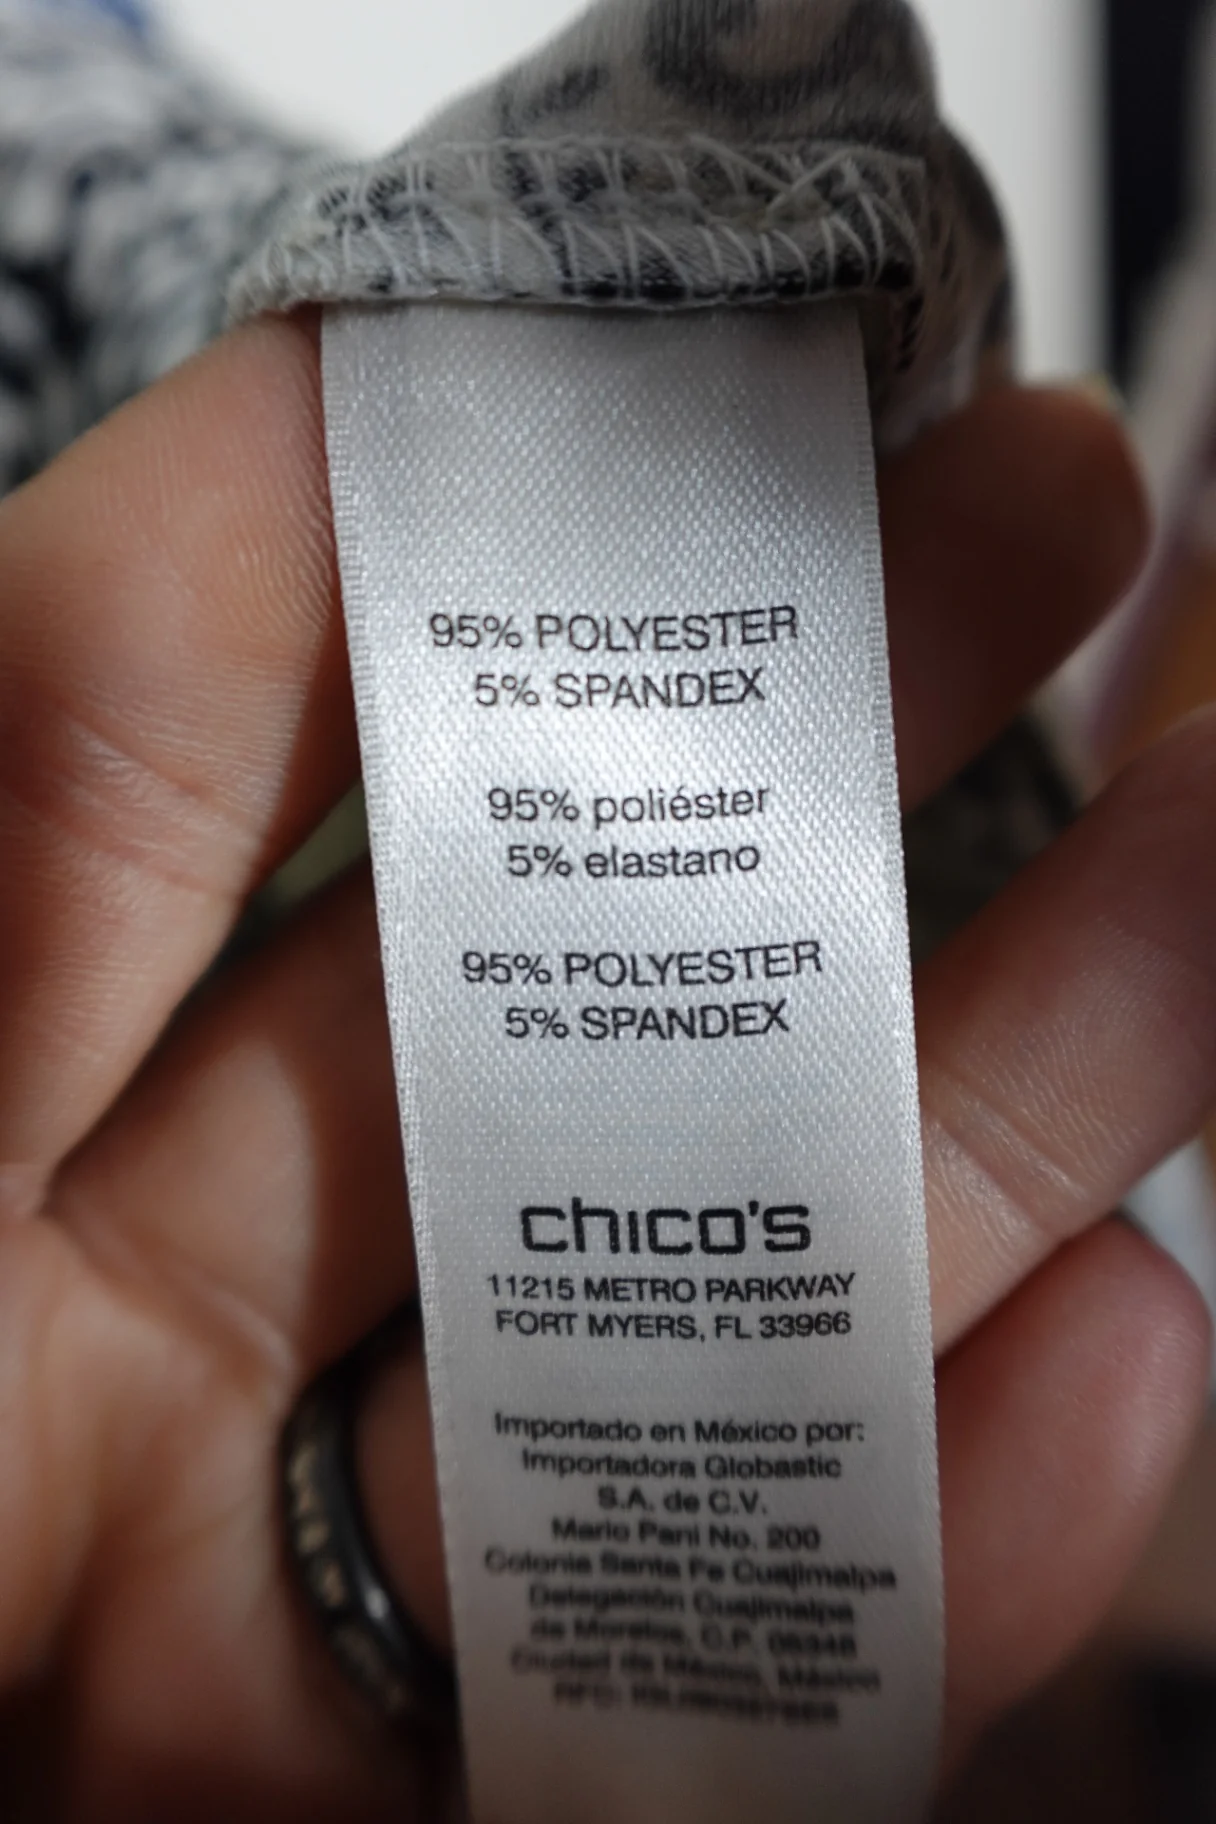 95% POLYESTER
5% SPANDEX
95% poliéster
5% elastano
95% POLYESTER
5% SPANDEX
chico's
11215 METRO PARKWAY
FORT MYERS, FL 33966
Importado en México por:
Importadora Globastic
S.A. de C.V.
Mario Pani No. 200
Colonia Santa Fe Cuajimalpa
Delegación Cuajimalpa
de Morelos, C.P.
Ciudad de México, México
RFC: